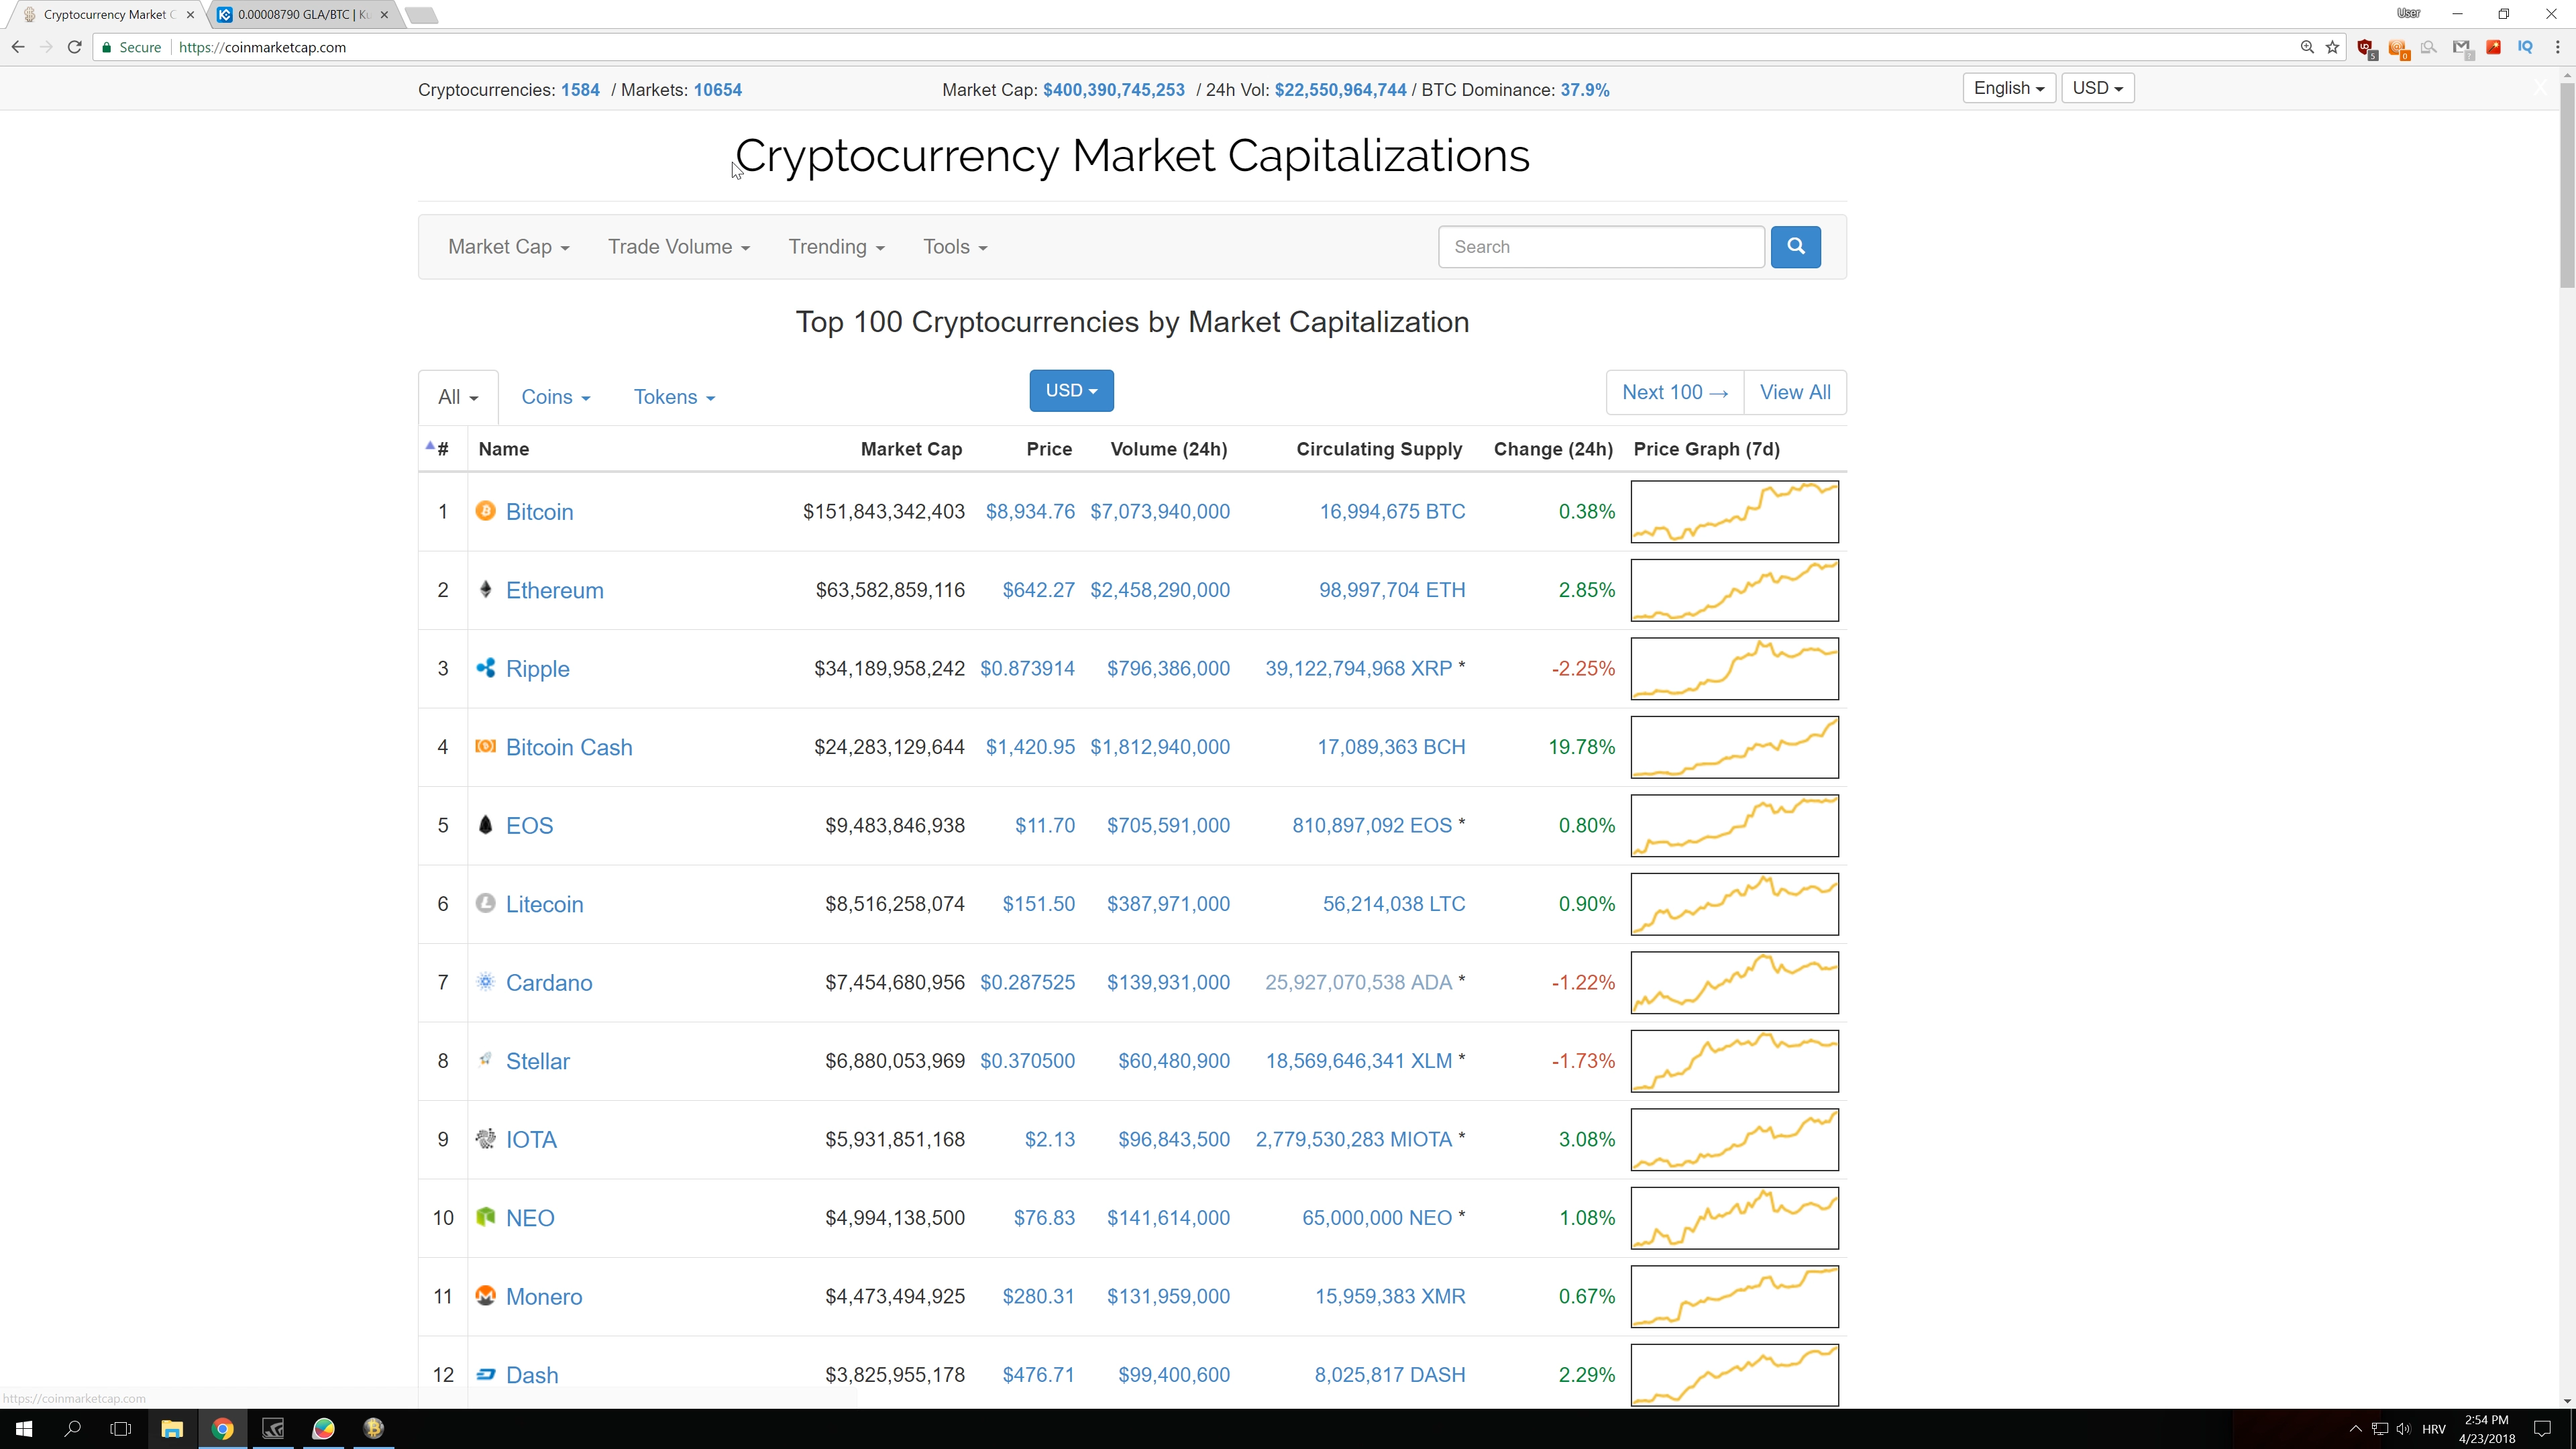 Cryptocurrency Market C
0.00008790 GLA/BTC | Ku
User
Secure https://coinmarketcap.com
Cryptocurrencies: 1584 / Markets: 10654 Market Cap: $400,390,745,253 / 24h Vol: $22,550,964,744 / BTC Dominance: 37.9% English USD
Cryptocurrency Market Capitalizations
Market Cap Trade Volume Trending Tools Search
Top 100 Cryptocurrencies by Market Capitalization
All Coins Tokens USD Next 100 → View All
# Name Market Cap Price Volume (24h) Circulating Supply Change (24h) Price Graph (7d)
1 Bitcoin $151,843,342,403 $8,934.76 $7,073,940,000 16,994,675 BTC 0.38%
2 Ethereum $63,582,859,116 $642.27 $2,458,290,000 98,997,704 ETH 2.85%
3 Ripple $34,189,958,242 $0.873914 $796,386,000 39,122,794,968 XRP * -2.25%
4 Bitcoin Cash $24,283,129,644 $1,420.95 $1,812,940,000 17,089,363 BCH 19.78%
5 EOS $9,483,846,938 $11.70 $705,591,000 810,897,092 EOS * 0.80%
6 Litecoin $8,516,258,074 $151.50 $387,971,000 56,214,038 LTC 0.90%
7 Cardano $7,454,680,956 $0.287525 $139,931,000 25,927,070,538 ADA * -1.22%
8 Stellar $6,880,053,969 $0.370500 $60,480,900 18,569,646,341 XLM * -1.73%
9 IOTA $5,931,851,168 $2.13 $96,843,500 2,779,530,283 MIOTA * 3.08%
10 NEO $4,994,138,500 $76.83 $141,614,000 65,000,000 NEO * 1.08%
11 Monero $4,473,494,925 $280.31 $131,959,000 15,959,383 XMR 0.67%
12 Dash $3,825,955,178 $476.71 $99,400,600 8,025,817 DASH 2.29%
https://coinmarketcap.com
HRV
2:54 PM
4/23/2018